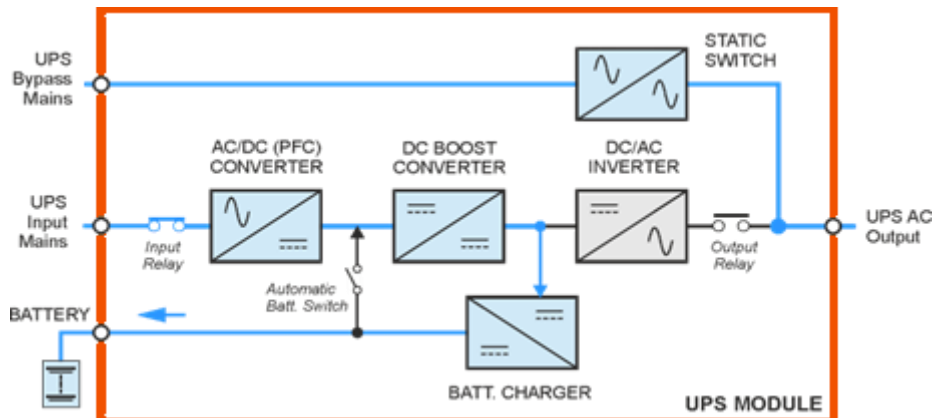 UPS
Bypass
Mains
STATIC
SWITCH
AC/DC (PFC)
CONVERTER
DC BOOST
CONVERTER
DC/AC
INVERTER
UPS
Input
Mains
Input
Relay
Output
Relay
UPS AC
Output
Automatic
Batt. Switch
BATTERY
BATT. CHARGER
UPS MODULE